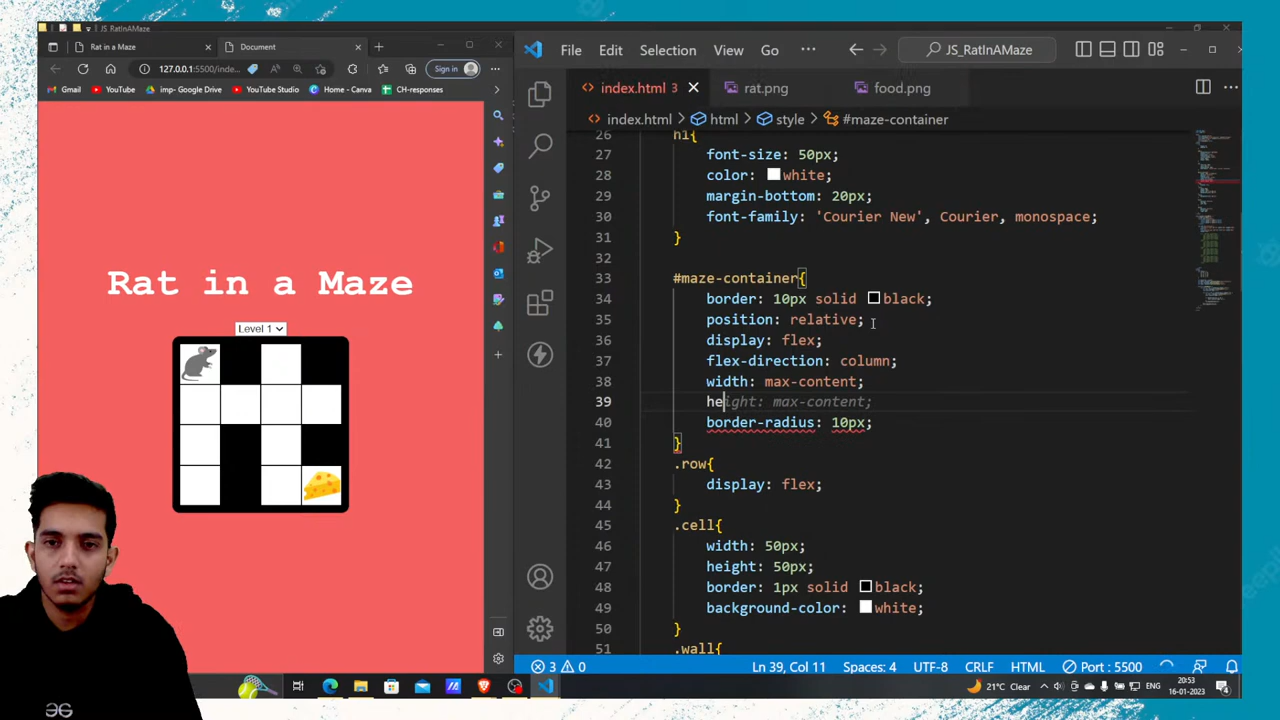 JS_RatInAMaze
Rat in a Maze
Document
127.0.0.1:5500/inde...
Sign in
Gmail
YouTube
imp- Google Drive
YouTube Studio
Home - Canva
CH-responses
Rat in a Maze
Level 1
File Edit Selection View Go ...
JS_RatInAMaze
index.html 3
rat.png
food.png
index.html > html > style > #maze-container
26 h1{
27 font-size: 50px;
28 color: white;
29 margin-bottom: 20px;
30 font-family: 'Courier New', Courier, monospace;
31 }
32
33 #maze-container{
34 border: 10px solid black;
35 position: relative;
36 display: flex;
37 flex-direction: column;
38 width: max-content;
39 height: max-content;
40 border-radius: 10px;
41 }
42 .row{
43 display: flex;
44 }
45 .cell{
46 width: 50px;
47 height: 50px;
48 border: 1px solid black;
49 background-color: white;
50 }
51 .wall{
3 0
Ln 39, Col 11
Spaces: 4
UTF-8
CRLF
HTML
Port : 5500
21°C Clear
ENG
20:53
16-01-2023
4